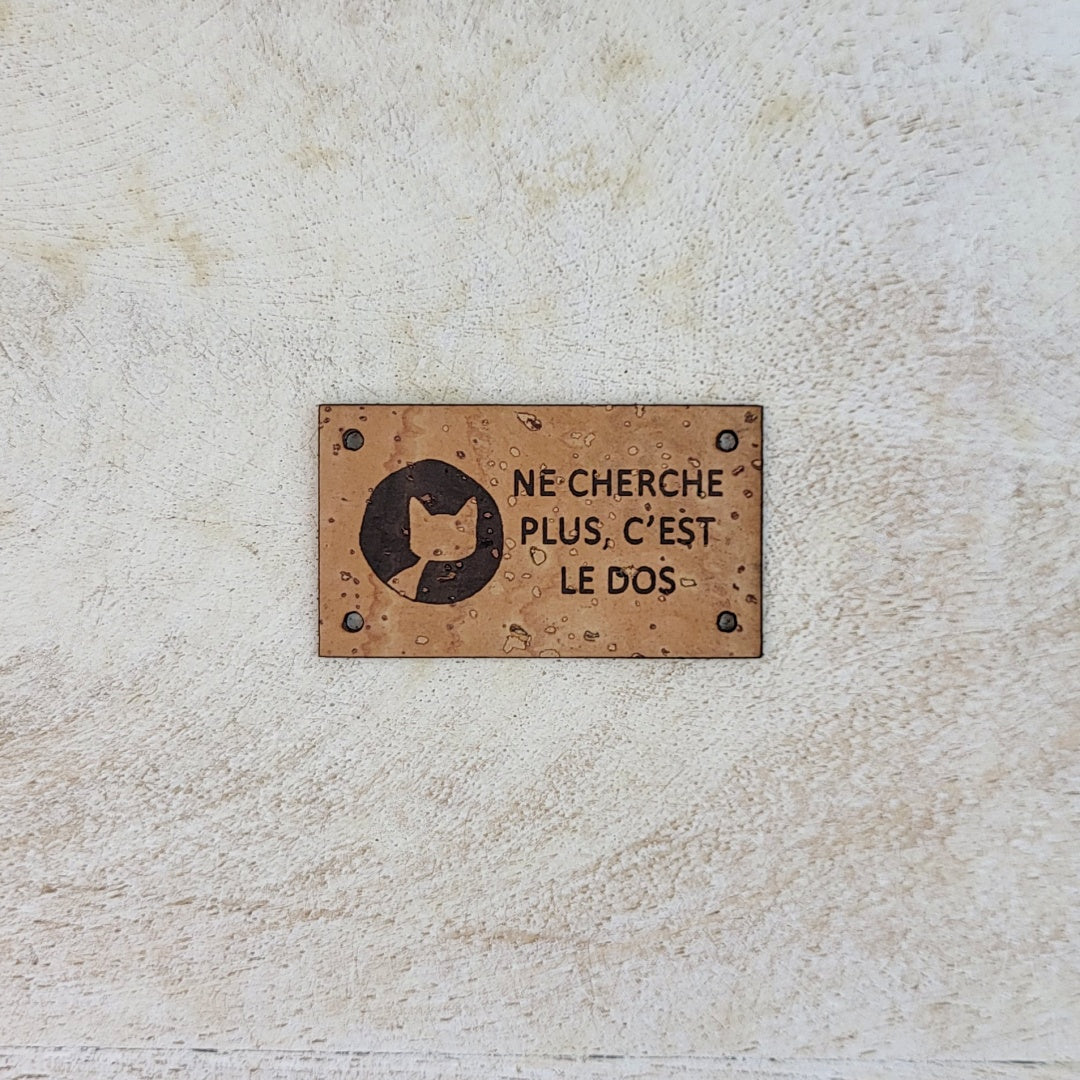 NE CHERCHE
PLUS, C'EST
LE DOS